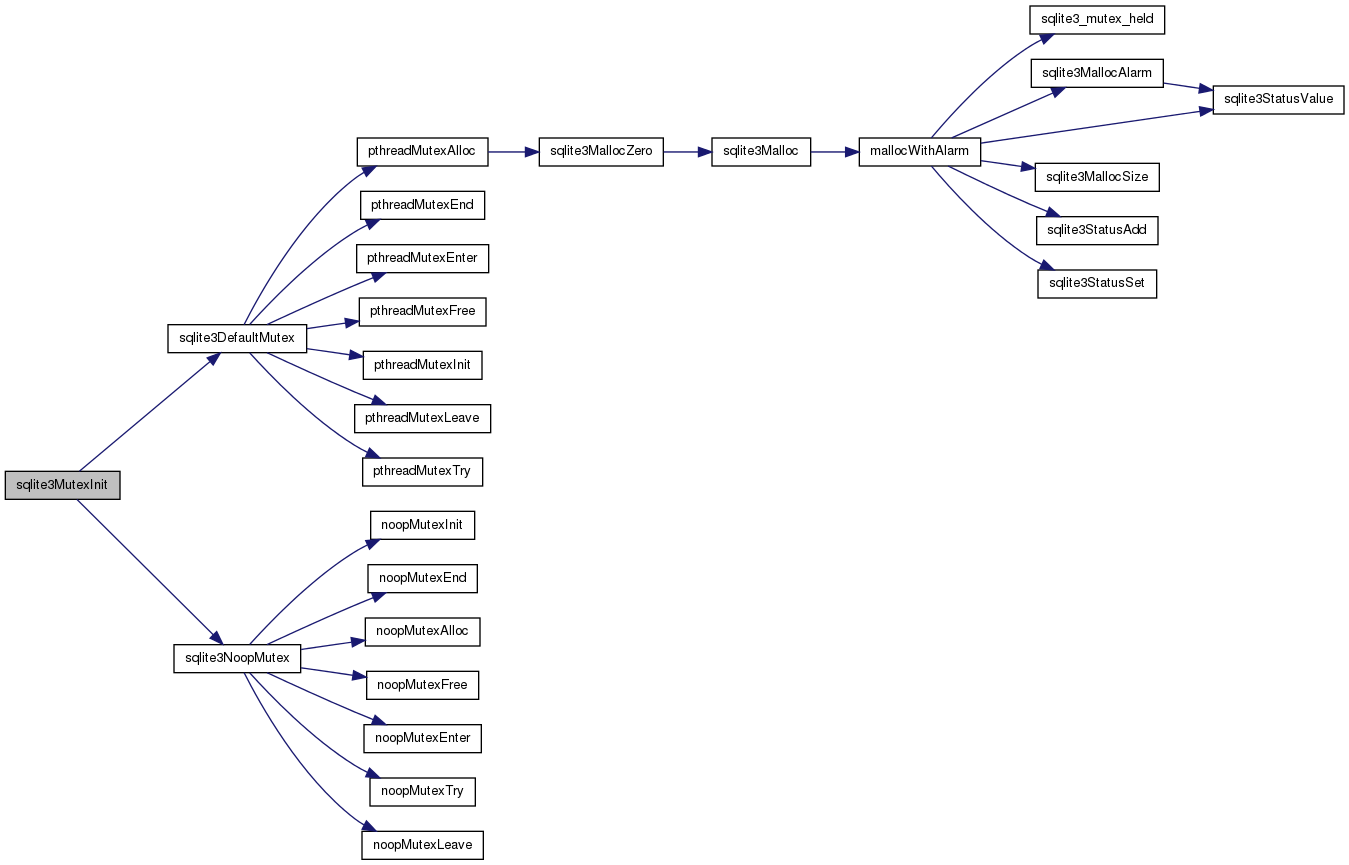 sqlite3_mutex_held
sqlite3MallocAlarm
sqlite3StatusValue
pthreadMutexAlloc
sqlite3MallocZero
sqlite3Malloc
mallocWithAlarm
sqlite3MallocSize
pthreadMutexEnd
sqlite3StatusAdd
pthreadMutexEnter
sqlite3StatusSet
pthreadMutexFree
sqlite3DefaultMutex
pthreadMutexInit
pthreadMutexLeave
pthreadMutexTry
sqlite3MutexInit
noopMutexInit
noopMutexEnd
noopMutexAlloc
sqlite3NoopMutex
noopMutexFree
noopMutexEnter
noopMutexTry
noopMutexLeave